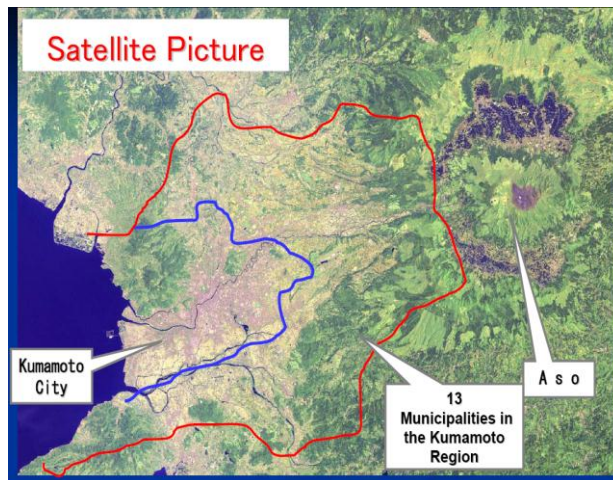 Satellite Picture
Kumamoto
City
13
Municipalities in
the Kumamoto
Region
A s o